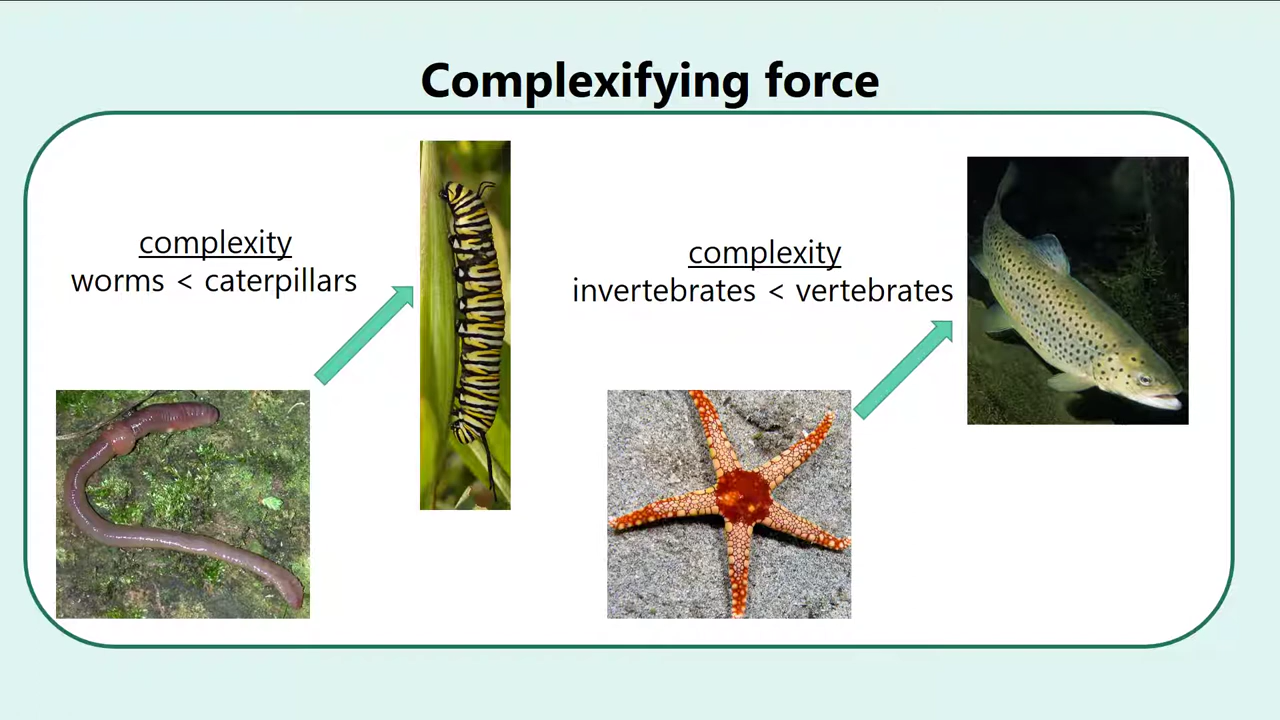 Complexifying force
complexity
worms < caterpillars
complexity
invertebrates < vertebrates